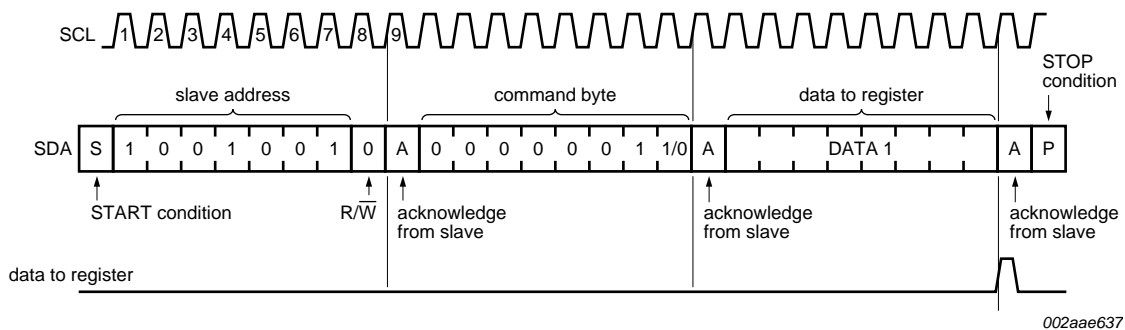 SCL 1 2 3 4 5 6 7 8 9
STOP
condition
slave address command byte data to register
SDA S 1 0 0 1 0 0 1 0 A 0 0 0 0 0 0 1 1/0 A DATA 1 A P
START condition R/W̅ acknowledge
from slave acknowledge
from slave acknowledge
from slave
data to register
002aae637